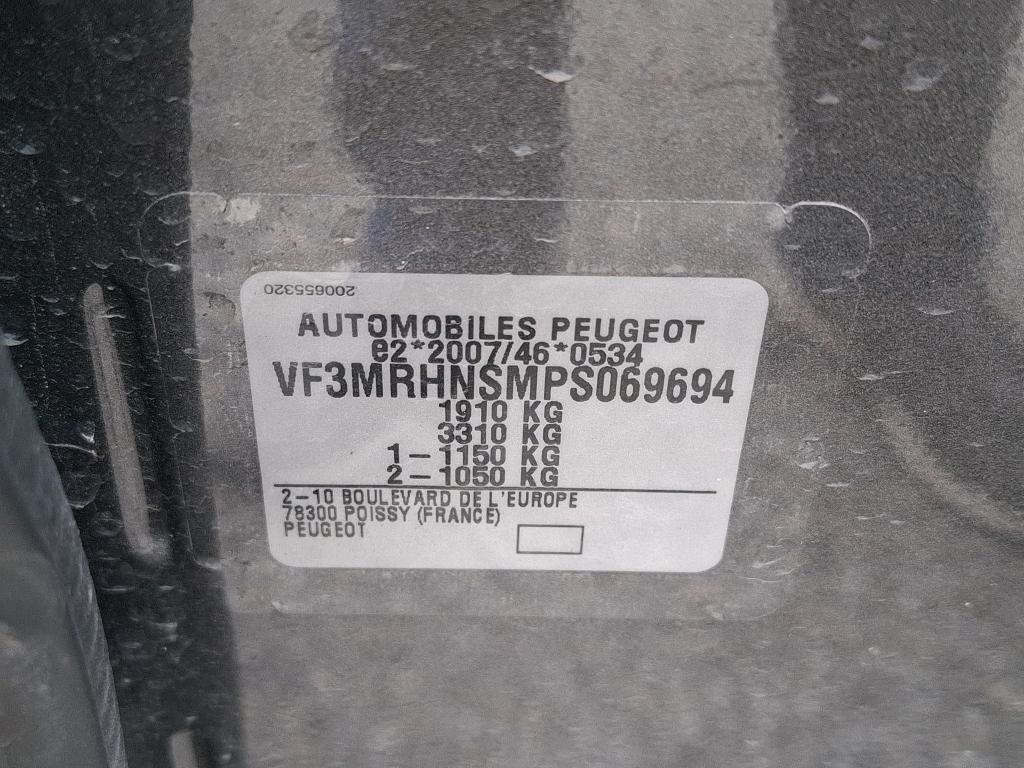 200655320
AUTOMOBILES PEUGEOT
e2*2007/46*0534
VF3MRHNSMPS069694
1910 KG
3310 KG
1-1150 KG
2-1050 KG
2-10 BOULEVARD DE L'EUROPE
78300 POISSY (FRANCE)
PEUGEOT